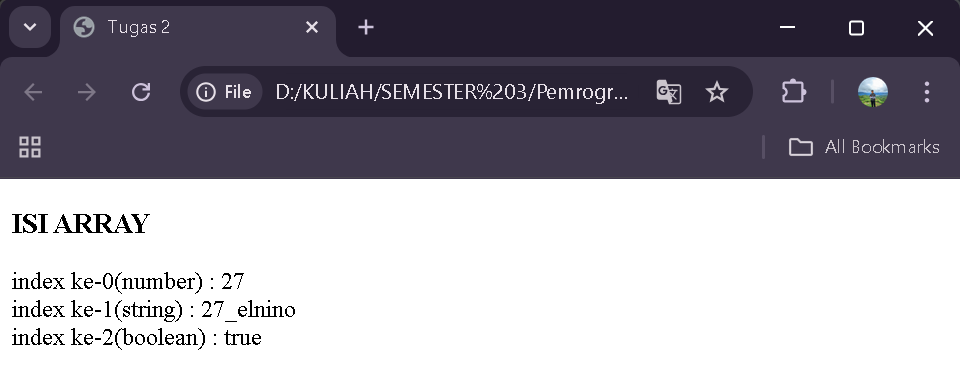 Tugas 2
File
D:/KULIAH/SEMESTER%203/Pemrogr...
All Bookmarks
ISI ARRAY
index ke-0(number) : 27
index ke-1(string) : 27_elnino
index ke-2(boolean) : true